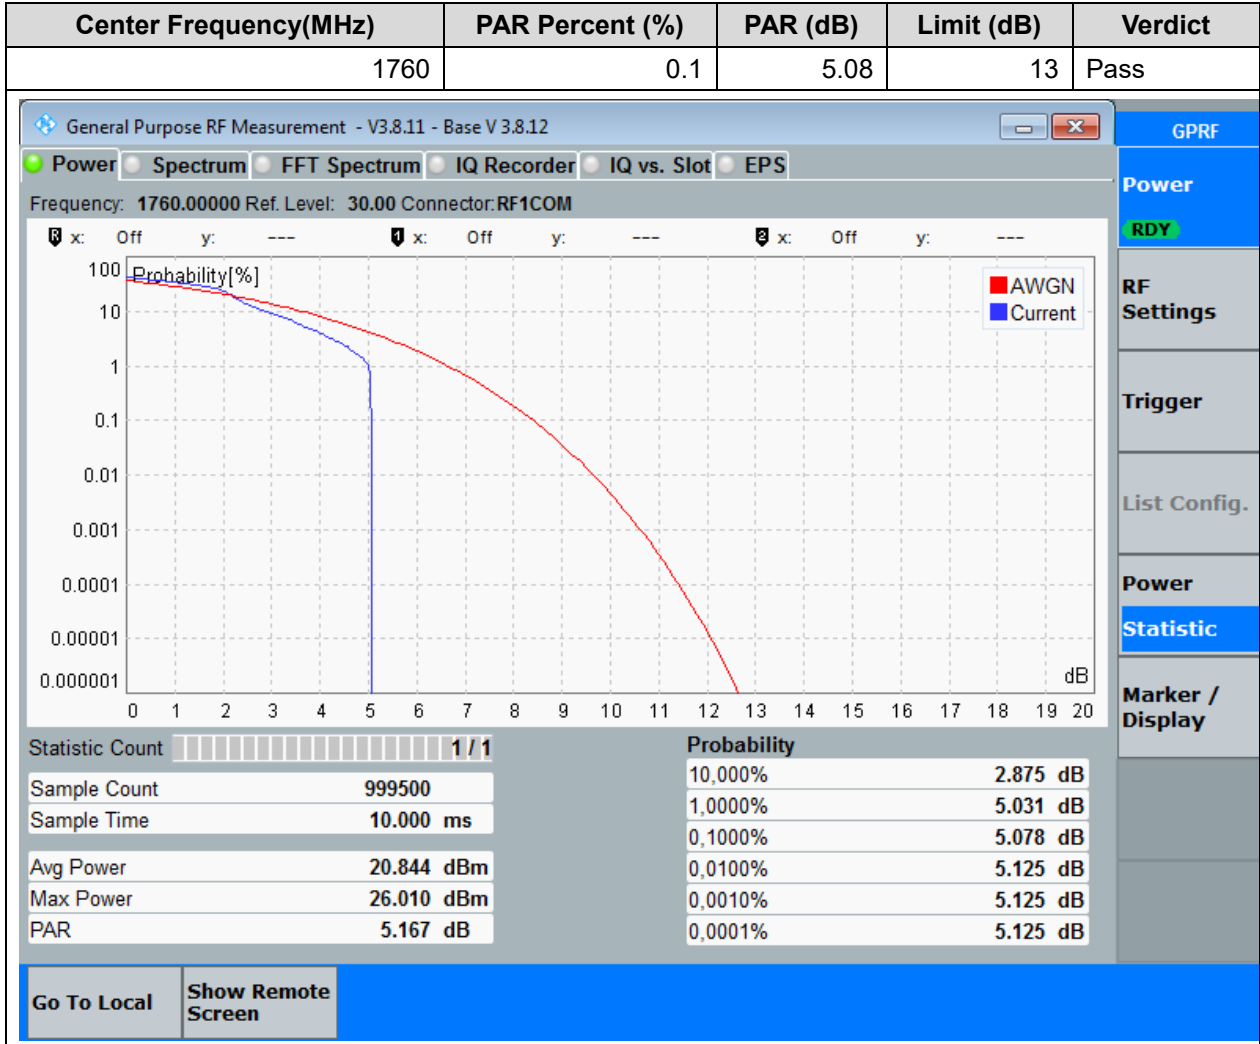 Center Frequency(MHz) PAR Percent (%) PAR (dB) Limit (dB) Verdict
1760 0.1 5.08 13 Pass
General Purpose RF Measurement - V3.8.11 - Base V 3.8.12
GPRF
Power Spectrum FFT Spectrum IQ Recorder IQ vs. Slot EPS
Frequency: 1760.00000 Ref. Level: 30.00 Connector: RF1COM
R x: Off y: --- 1 x: Off y: --- 2 x: Off y: ---
Probability[%]
100
10
1
0.1
0.01
0.001
0.0001
0.00001
0.000001
AWGN
Current
dB
0 1 2 3 4 5 6 7 8 9 10 11 12 13 14 15 16 17 18 19 20
Statistic Count 1 / 1
Sample Count 999500
Sample Time 10.000 ms
Avg Power 20.844 dBm
Max Power 26.010 dBm
PAR 5.167 dB
Probability
10,000% 2.875 dB
1,0000% 5.031 dB
0,1000% 5.078 dB
0,0100% 5.125 dB
0,0010% 5.125 dB
0,0001% 5.125 dB
Power
RDY
RF
Settings
Trigger
List Config.
Power
Statistic
Marker /
Display
Go To Local
Show Remote
Screen